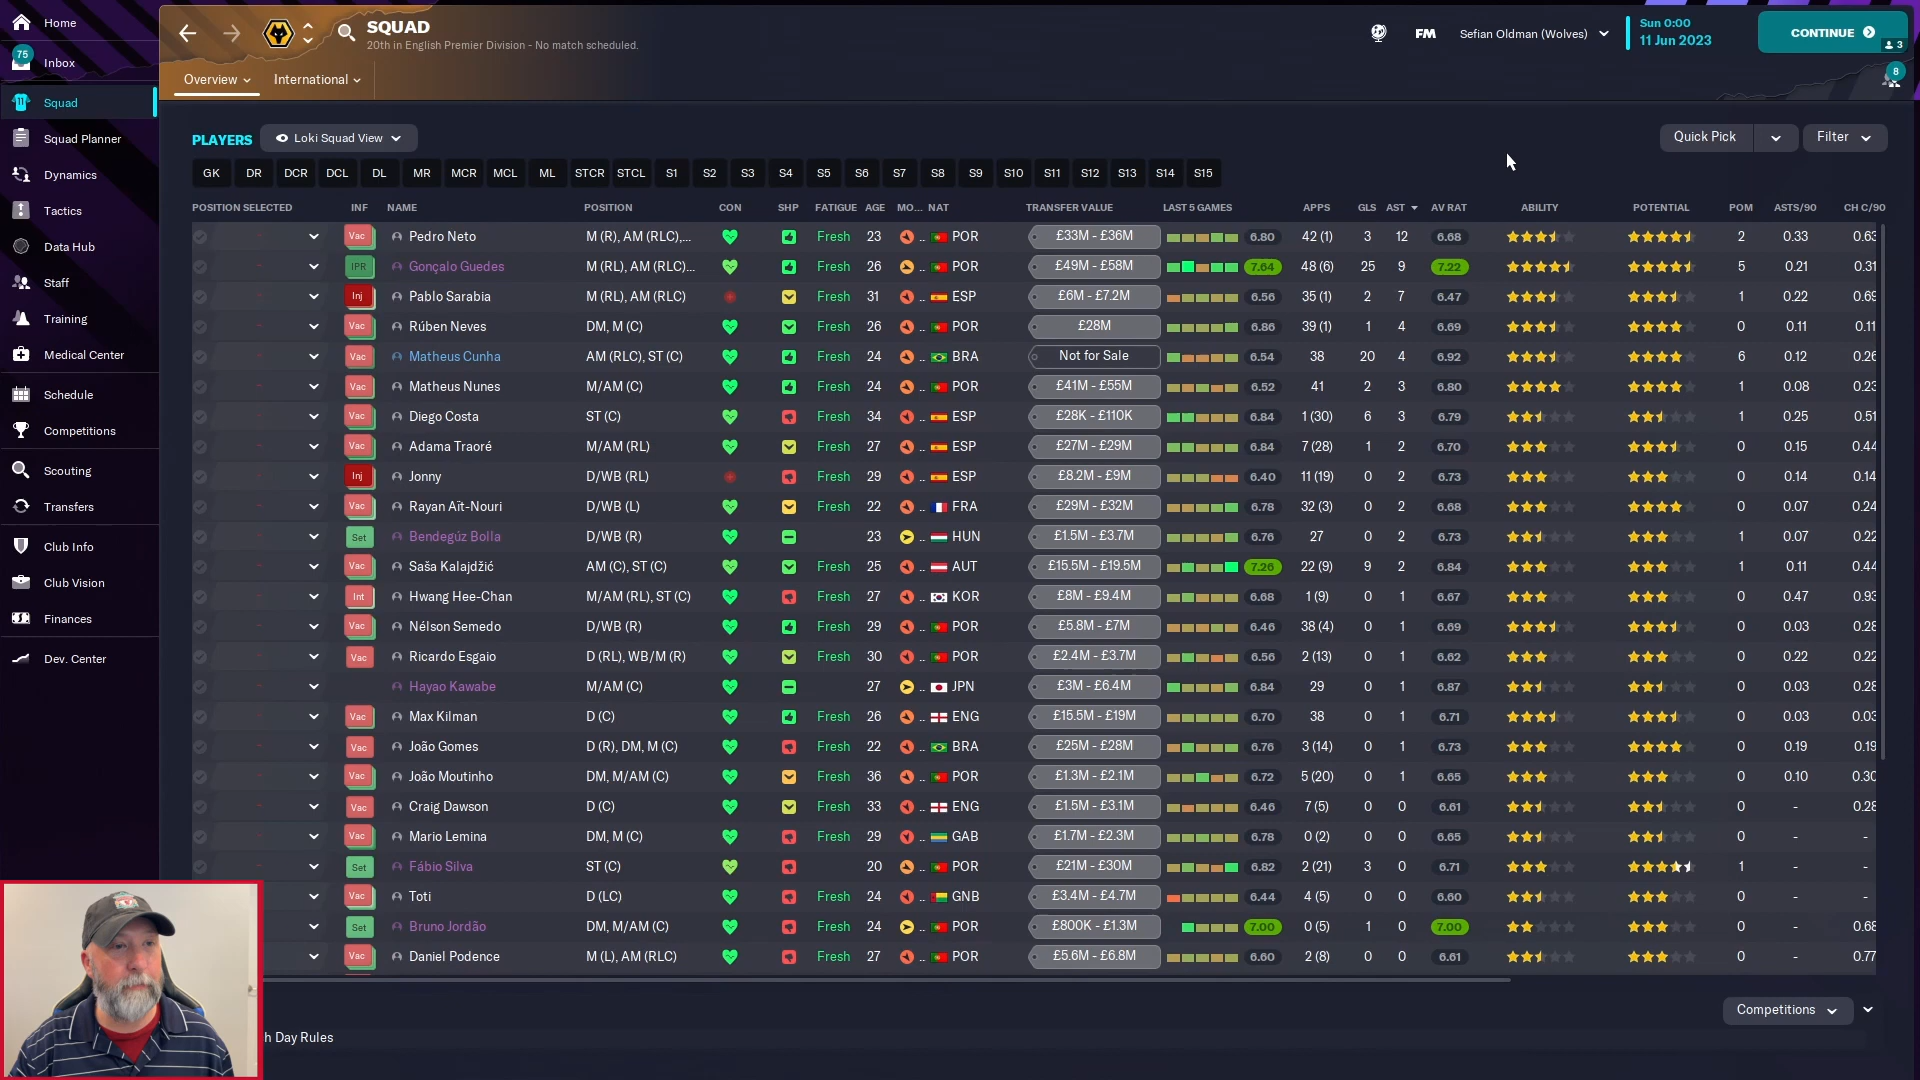 Home
SQUAD
20th in English Premier Division - No match scheduled.
FM
Sefian Oldman (Wolves)
Sun 0:00
11 Jun 2023
CONTINUE
3
75
Inbox
Overview
International
8
Squad
Squad Planner
Dynamics
Tactics
Data Hub
Staff
Training
Medical Center
Schedule
Competitions
Scouting
Transfers
Club Info
Club Vision
Finances
Dev. Center
PLAYERS
Loki Squad View
Quick Pick
Filter
GK DR DCR DCL DL MR MCR MCL ML STCR STCL S1 S2 S3 S4 S5 S6 S7 S8 S9 S10 S11 S12 S13 S14 S15
POSITION SELECTED INF NAME POSITION CON SHP FATIGUE AGE MO... NAT TRANSFER VALUE LAST 5 GAMES APPS GLS AST AV RAT ABILITY POTENTIAL POM ASTS/90 CH C/90
Vac Pedro Neto M (R), AM (RLC),... Fresh 23 .. POR £33M - £36M 6.80 42 (1) 3 12 6.68 2 0.33 0.63
IPR Gonçalo Guedes M (RL), AM (RLC)... Fresh 26 .. POR £49M - £58M 7.64 48 (6) 25 9 7.22 5 0.21 0.31
Inj Pablo Sarabia M (RL), AM (RLC) Fresh 31 .. ESP £6M - £7.2M 6.56 35 (1) 2 7 6.47 1 0.22 0.69
Vac Rúben Neves DM, M (C) Fresh 26 .. POR £28M 6.86 39 (1) 1 4 6.69 0 0.11 0.11
Vac Matheus Cunha AM (RLC), ST (C) Fresh 24 .. BRA Not for Sale 6.54 38 20 4 6.92 6 0.12 0.26
Vac Matheus Nunes M/AM (C) Fresh 24 .. POR £41M - £55M 6.52 41 2 3 6.80 1 0.08 0.23
Vac Diego Costa ST (C) Fresh 34 .. ESP £28K - £110K 6.84 1 (30) 6 3 6.79 1 0.25 0.51
Vac Adama Traoré M/AM (RL) Fresh 27 .. ESP £27M - £29M 6.84 7 (28) 1 2 6.70 0 0.15 0.44
Inj Jonny D/WB (RL) Fresh 29 .. ESP £8.2M - £9M 6.40 11 (19) 0 2 6.73 0 0.14 0.14
Vac Rayan Aït-Nouri D/WB (L) Fresh 22 .. FRA £29M - £32M 6.78 32 (3) 0 2 6.68 0 0.07 0.24
Set Bendegúz Bolla D/WB (R) 23 .. HUN £1.5M - £3.7M 6.76 27 0 2 6.73 1 0.07 0.22
Vac Saša Kalajdžić AM (C), ST (C) Fresh 25 .. AUT £15.5M - £19.5M 7.26 22 (9) 9 2 6.84 1 0.11 0.44
Int Hwang Hee-Chan M/AM (RL), ST (C) Fresh 27 .. KOR £8M - £9.4M 6.68 1 (9) 0 1 6.67 0 0.47 0.93
Vac Nélson Semedo D/WB (R) Fresh 29 .. POR £5.8M - £7M 6.46 38 (4) 0 1 6.69 0 0.03 0.28
Vac Ricardo Esgaio D (RL), WB/M (R) Fresh 30 .. POR £2.4M - £3.7M 6.56 2 (13) 0 1 6.62 0 0.22 0.22
Hayao Kawabe M/AM (C) 27 .. JPN £3M - £6.4M 6.84 29 0 1 6.87 0 0.03 0.28
Vac Max Kilman D (C) Fresh 26 .. ENG £15.5M - £19M 6.70 38 0 1 6.71 0 0.03 0.03
Vac João Gomes D (R), DM, M (C) Fresh 22 .. BRA £25M - £28M 6.76 3 (14) 0 1 6.73 0 0.19 0.19
Vac João Moutinho DM, M/AM (C) Fresh 36 .. POR £1.3M - £2.1M 6.72 5 (20) 0 1 6.65 0 0.10 0.30
Vac Craig Dawson D (C) Fresh 33 .. ENG £1.5M - £3.1M 6.46 7 (5) 0 0 6.61 0 - 0.28
Vac Mario Lemina DM, M (C) Fresh 29 .. GAB £1.7M - £2.3M 6.78 0 (2) 0 0 6.65 0 - -
Set Fábio Silva ST (C) 20 .. POR £21M - £30M 6.82 2 (21) 3 0 6.71 1 - -
Vac Toti D (LC) Fresh 24 .. GNB £3.4M - £4.7M 6.44 4 (5) 0 0 6.60 0 - -
Set Bruno Jordão DM, M/AM (C) Fresh 24 .. POR £800K - £1.3M 7.00 0 (5) 1 0 7.00 0 - 0.68
Vac Daniel Podence M (L), AM (RLC) Fresh 27 .. POR £5.6M - £6.8M 6.60 2 (8) 0 0 6.61 0 - 0.77
Competitions
h Day Rules